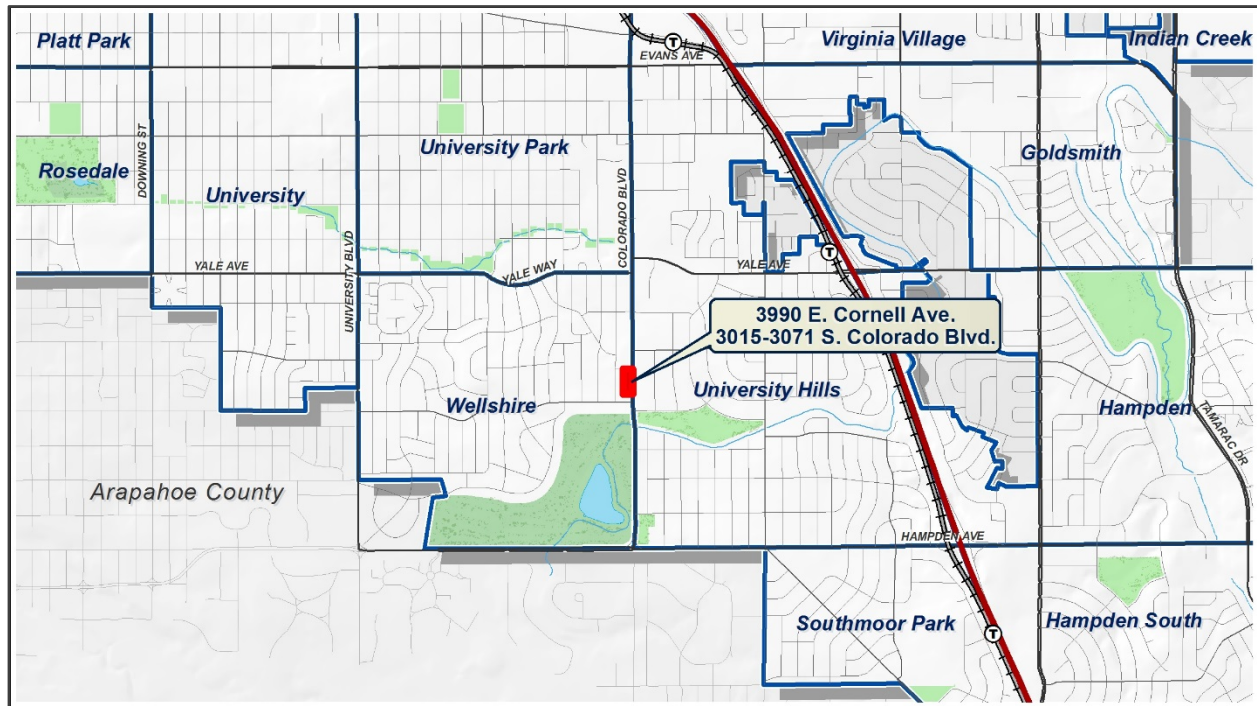 Platt Park
Virginia Village
Indian Creek
T
EVANS AVE
Rosedale
DOWNING ST
University Park
Goldsmith
University
COLORADO BLVD
UNIVERSITY BLVD
YALE AVE
YALE WAY
YALE AVE
T
3990 E. Cornell Ave.
3015-3071 S. Colorado Blvd.
Wellshire
University Hills
Hampden
TAMARAC DR
Arapahoe County
HAMPDEN AVE
Southmoor Park
Hampden South
T